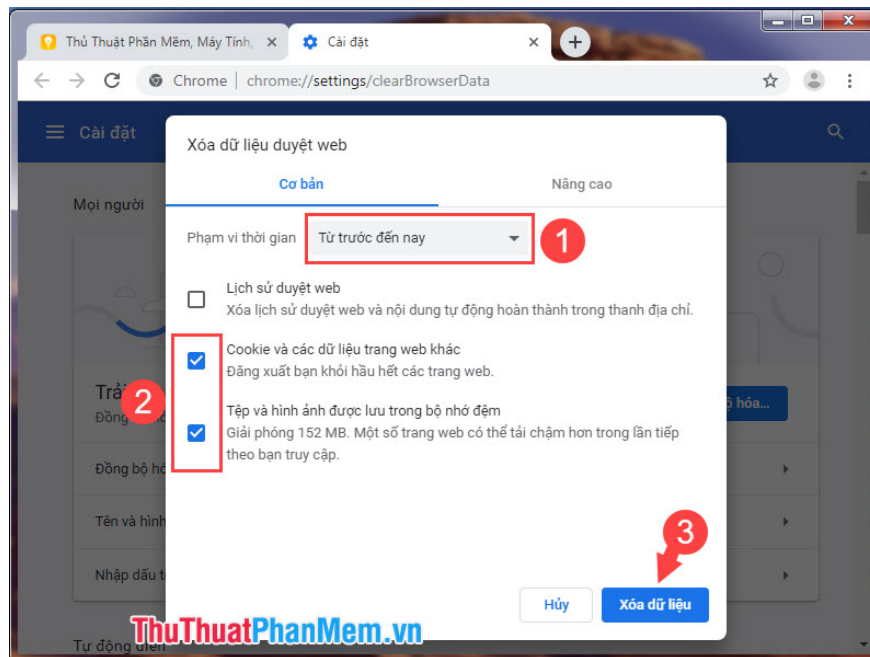 Thủ Thuật Phần Mềm, Máy Tính,
Cài đặt
Chrome | chrome://settings/clearBrowserData
Cài đặt
Xóa dữ liệu duyệt web
Cơ bản
Nâng cao
Mọi người
Phạm vi thời gian
Từ trước đến nay
1
Lịch sử duyệt web
Xóa lịch sử duyệt web và nội dung tự động hoàn thành trong thanh địa chỉ.
Cookie và các dữ liệu trang web khác
Đăng xuất bạn khỏi hầu hết các trang web.
2
Tệp và hình ảnh được lưu trong bộ nhớ đệm
Giải phóng 152 MB. Một số trang web có thể tải chậm hơn trong lần tiếp
theo bạn truy cập.
Trải
Đồng
hóa...
Đồng bộ hó
Tên và hình
Nhập dấu t
3
Hủy
Xóa dữ liệu
ThuThuatPhanMem.vn
Tự động điền